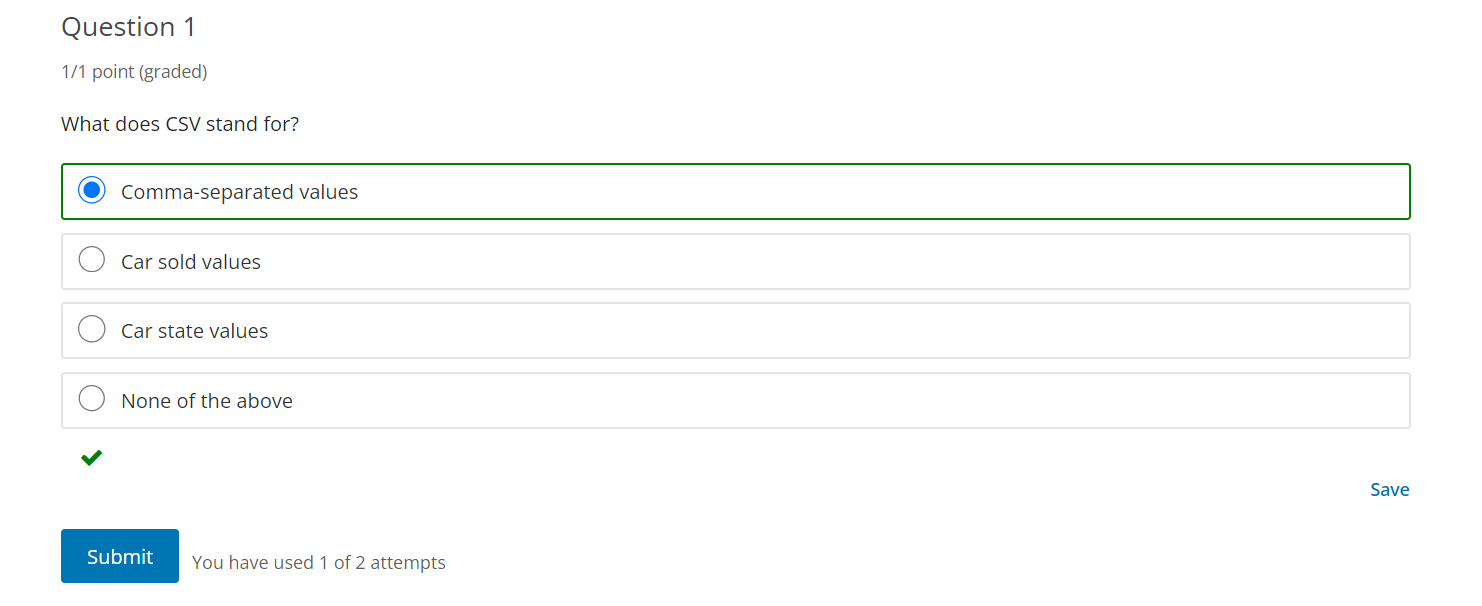 Question 1
1/1 point (graded)
What does CSV stand for?
Comma-separated values
Car sold values
Car state values
None of the above
Save
Submit
You have used 1 of 2 attempts